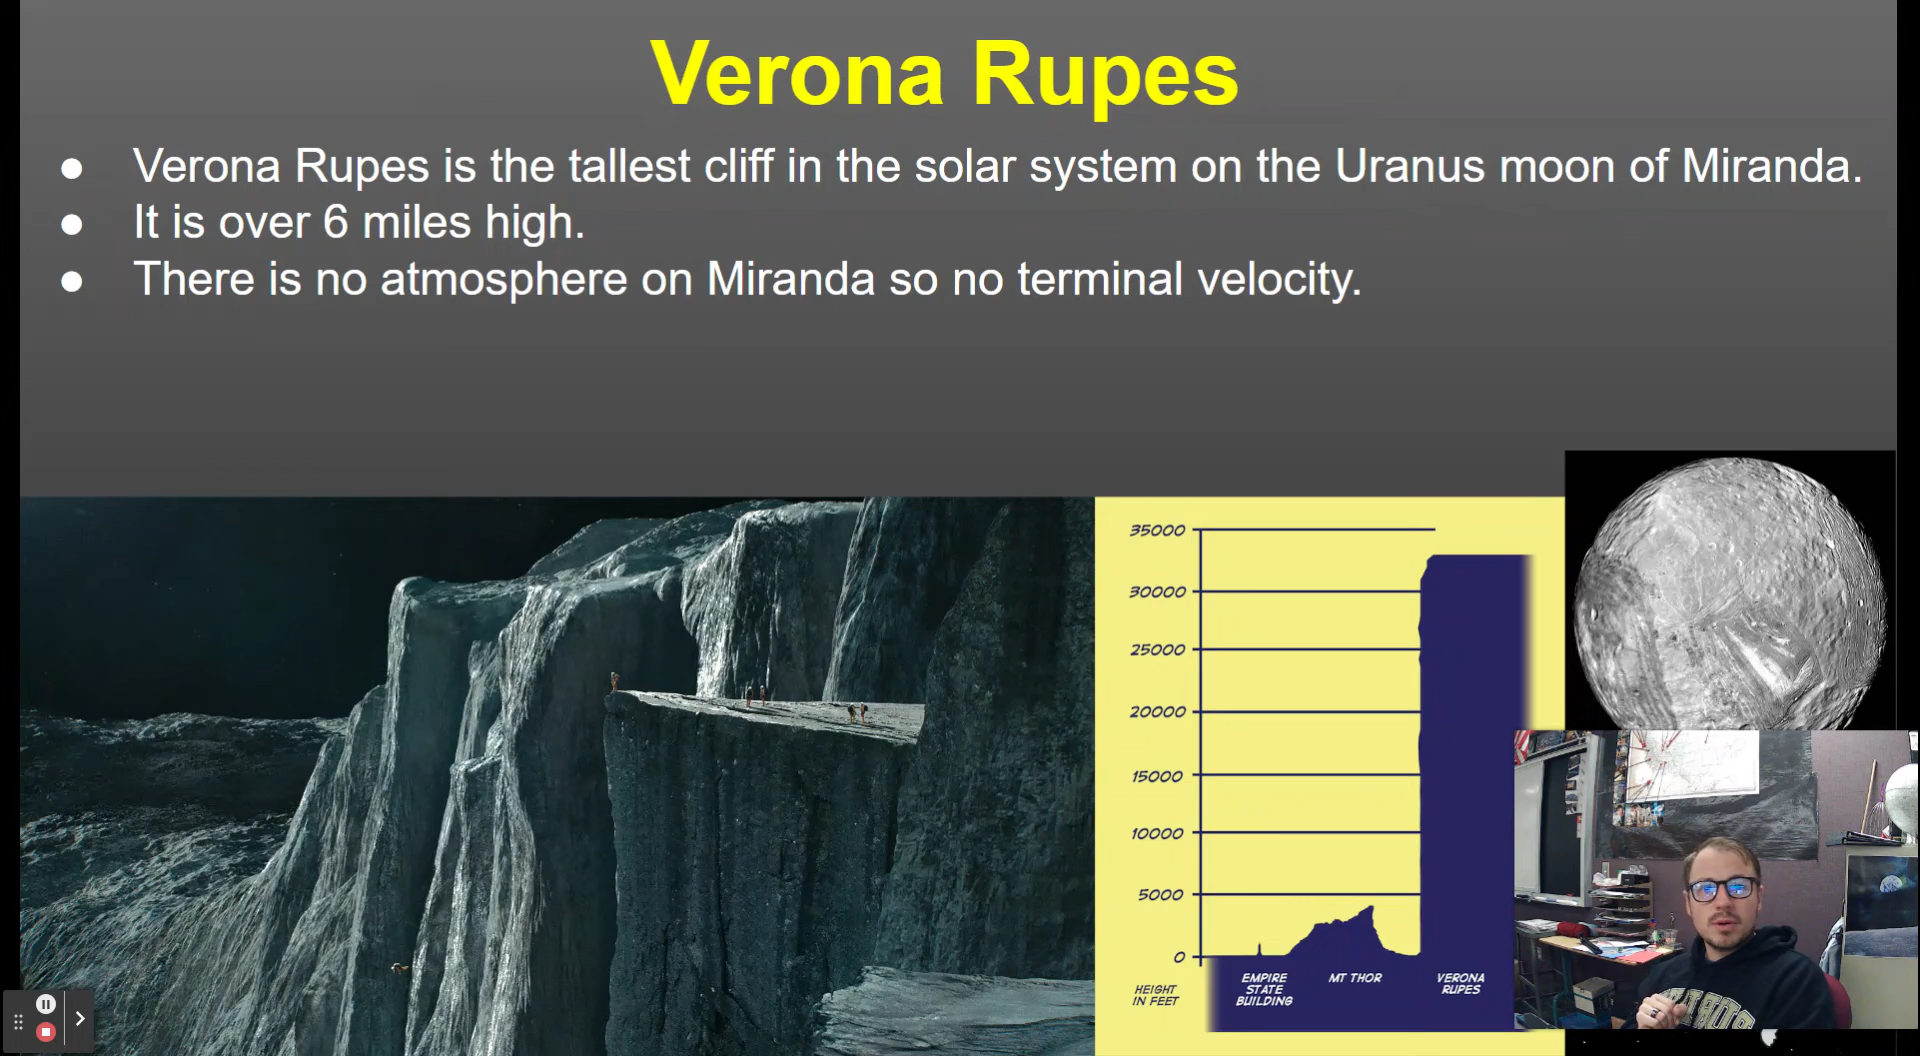 Verona Rupes
● Verona Rupes is the tallest cliff in the solar system on the Uranus moon of Miranda.
● It is over 6 miles high.
● There is no atmosphere on Miranda so no terminal velocity.
35000
30000
25000
20000
15000
10000
5000
0
HEIGHT
IN FEET
EMPIRE
STATE
BUILDING
MT THOR
VERONA
RUPES